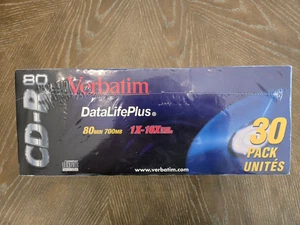 80
CD-R
Verbatim
DataLifePlus®
80MIN 700MB 1X-16X
30
PACK
UNITÉS
www.verbatim.com